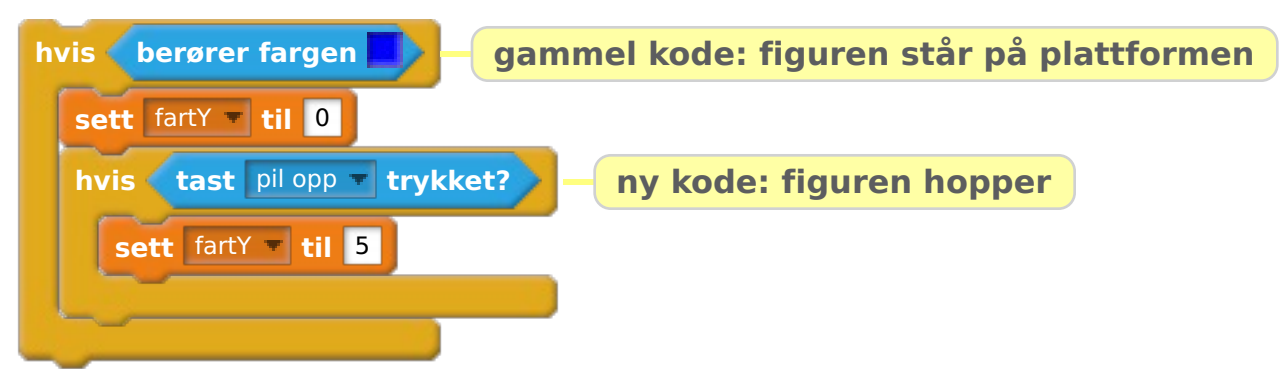 hvis berører fargen gammel kode: figuren står på plattformen
sett fartY til 0
hvis tast pil opp trykket? ny kode: figuren hopper
sett fartY til 5